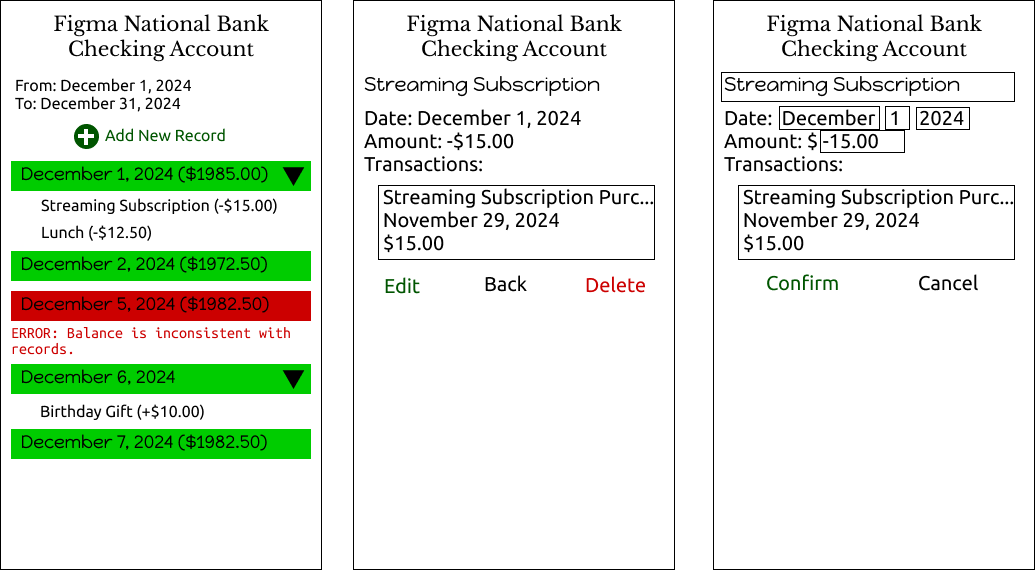 Figma National Bank
Checking Account
From: December 1, 2024
To: December 31, 2024
Add New Record
December 1, 2024 ($1985.00)
Streaming Subscription (-$15.00)
Lunch (-$12.50)
December 2, 2024 ($1972.50)
December 5, 2024 ($1982.50)
ERROR: Balance is inconsistent with
records.
December 6, 2024
Birthday Gift (+$10.00)
December 7, 2024 ($1982.50)
Figma National Bank
Checking Account
Streaming Subscription
Date: December 1, 2024
Amount: -$15.00
Transactions:
Streaming Subscription Purc...
November 29, 2024
$15.00
Edit Back Delete
Figma National Bank
Checking Account
Streaming Subscription
Date: December 1 2024
Amount: $ -15.00
Transactions:
Streaming Subscription Purc...
November 29, 2024
$15.00
Confirm Cancel